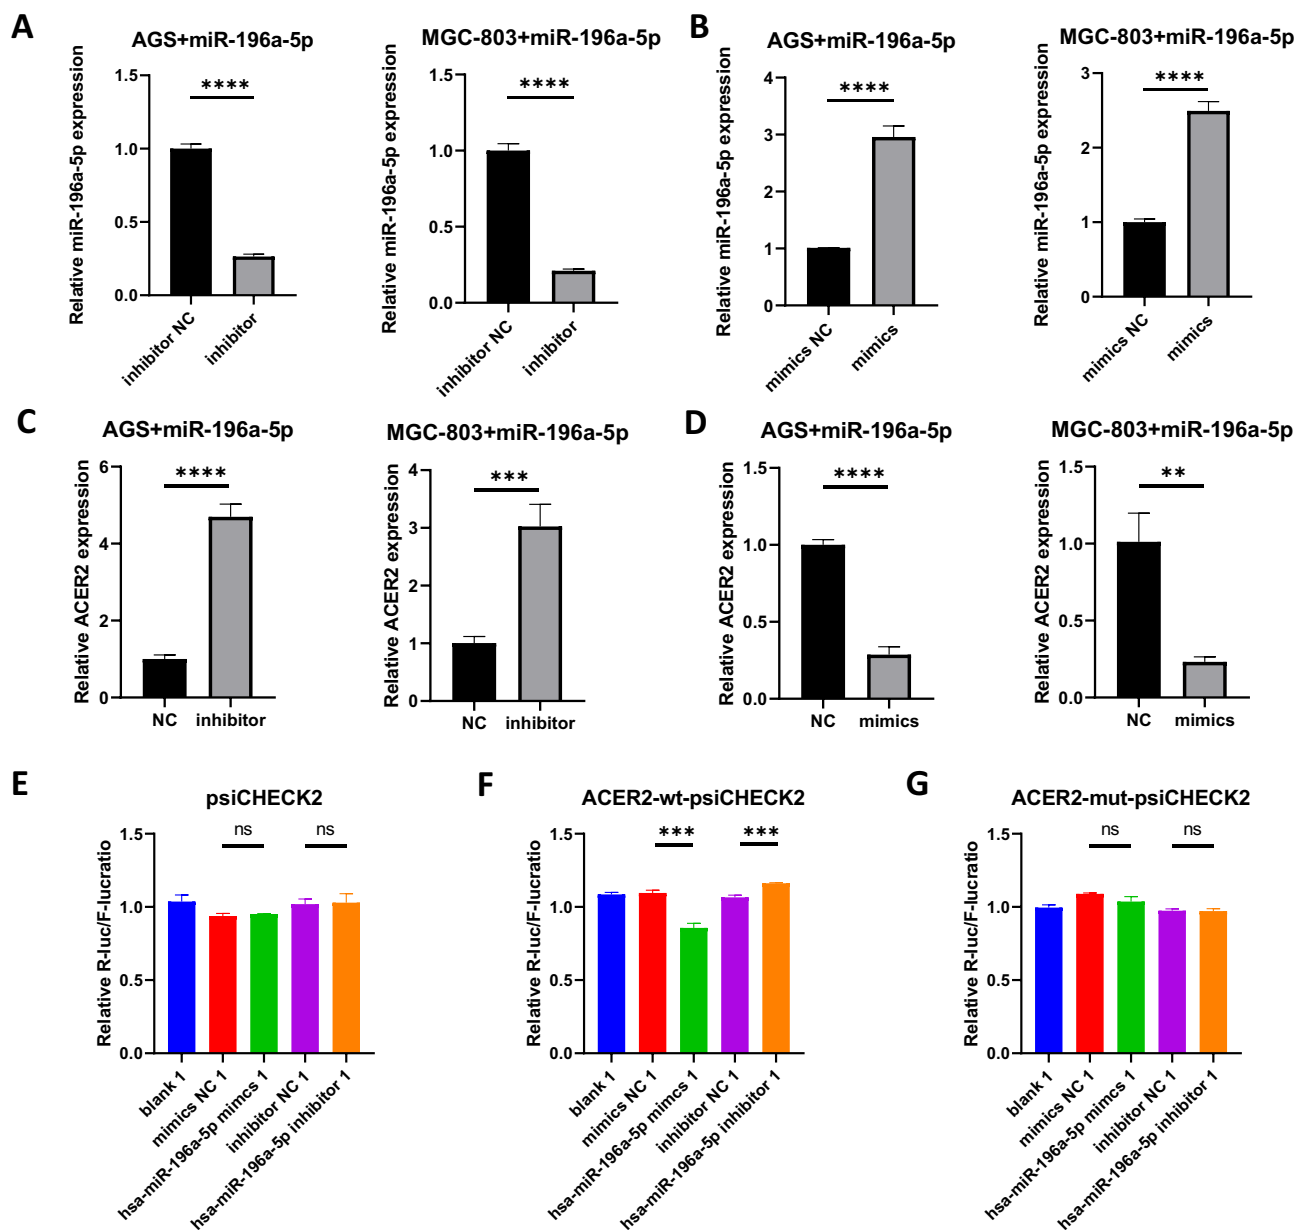 A
AGS+miR-196a-5p
Relative miR-196a-5p expression
1.5
1.0
0.5
0.0
****
inhibitor NC
inhibitor
MGC-803+miR-196a-5p
Relative miR-196a-5p expression
1.5
1.0
0.5
0.0
****
inhibitor NC
inhibitor
B
AGS+miR-196a-5p
Relative miR-196a-5p expression
4
3
2
1
0
****
mimics NC
mimics
MGC-803+miR-196a-5p
Relative miR-196a-5p expression
3
2
1
0
****
mimics NC
mimics
C
AGS+miR-196a-5p
Relative ACER2 expression
6
4
2
0
****
NC
inhibitor
MGC-803+miR-196a-5p
Relative ACER2 expression
4
3
2
1
0
***
NC
inhibitor
D
AGS+miR-196a-5p
Relative ACER2 expression
1.5
1.0
0.5
0.0
****
NC
mimics
MGC-803+miR-196a-5p
Relative ACER2 expression
1.5
1.0
0.5
0.0
**
NC
mimics
E
psiCHECK2
Relative R-luc/F-lucratio
1.5
1.0
0.5
0.0
ns
ns
blank 1
mimics NC 1
hsa-miR-196a-5p mimcs 1
inhibitor NC 1
hsa-miR-196a-5p inhibitor 1
F
ACER2-wt-psiCHECK2
Relative R-luc/F-lucratio
1.5
1.0
0.5
0.0
***
***
blank 1
mimics NC 1
hsa-miR-196a-5p mimcs 1
inhibitor NC 1
hsa-miR-196a-5p inhibitor 1
G
ACER2-mut-psiCHECK2
Relative R-luc/F-lucratio
1.5
1.0
0.5
0.0
ns
ns
blank 1
mimics NC 1
hsa-miR-196a-5p mimcs 1
inhibitor NC 1
hsa-miR-196a-5p inhibitor 1